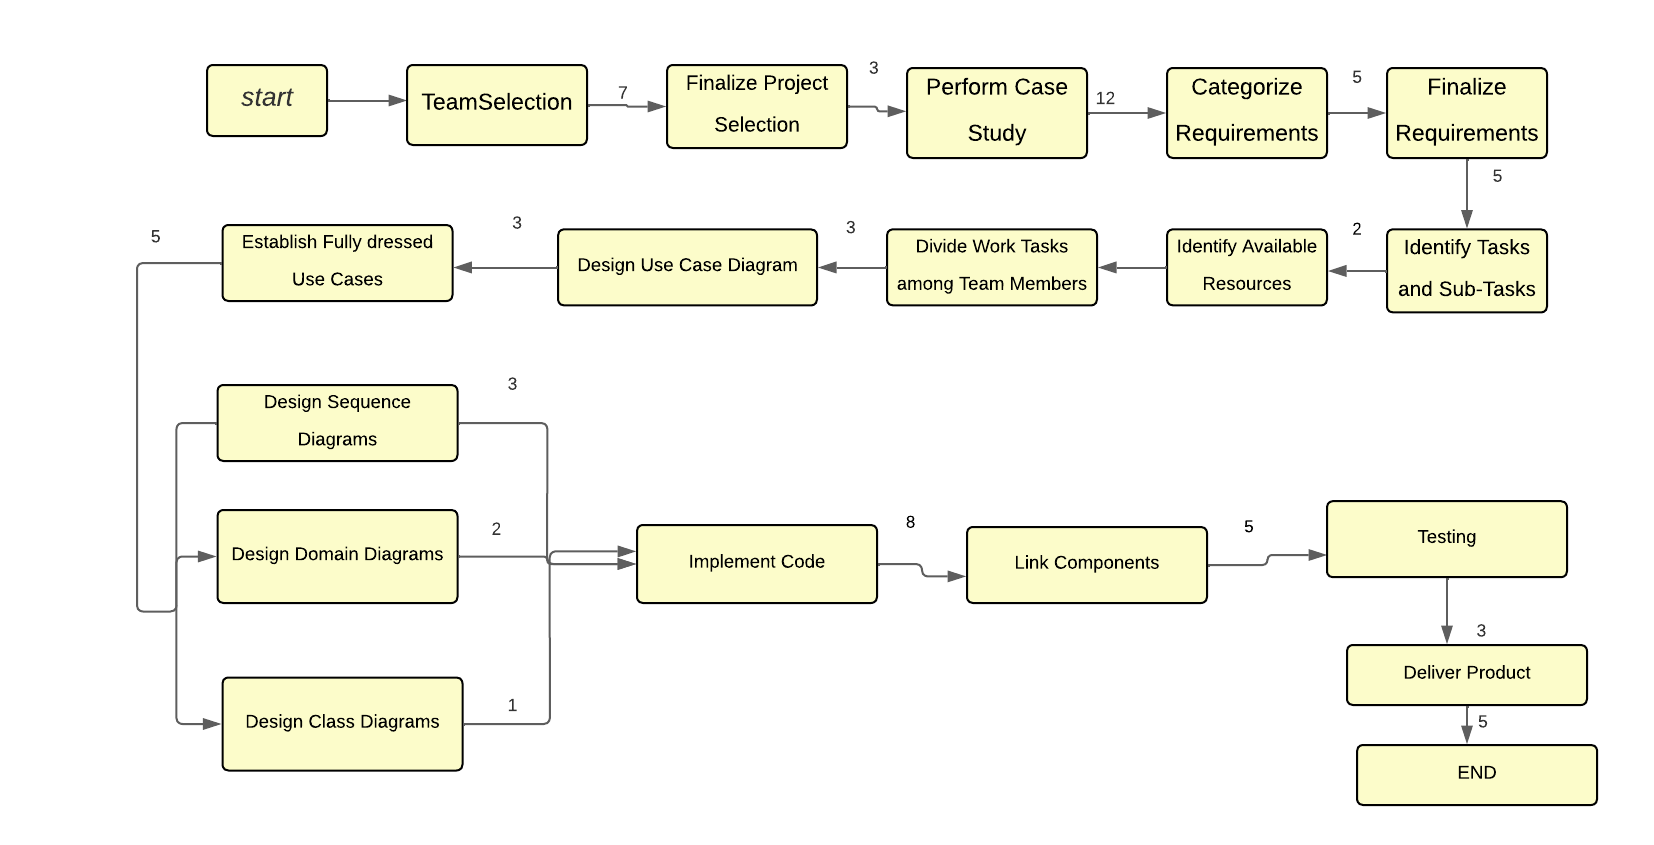 start
TeamSelection
7
Finalize Project
Selection
3
Perform Case
Study
12
Categorize
Requirements
5
Finalize
Requirements
5
Identify Tasks
and Sub-Tasks
2
Identify Available
Resources
Divide Work Tasks
among Team Members
3
Design Use Case Diagram
3
Establish Fully dressed
Use Cases
5
Design Sequence
Diagrams
3
Design Domain Diagrams
2
Design Class Diagrams
1
Implement Code
8
Link Components
5
Testing
3
Deliver Product
5
END